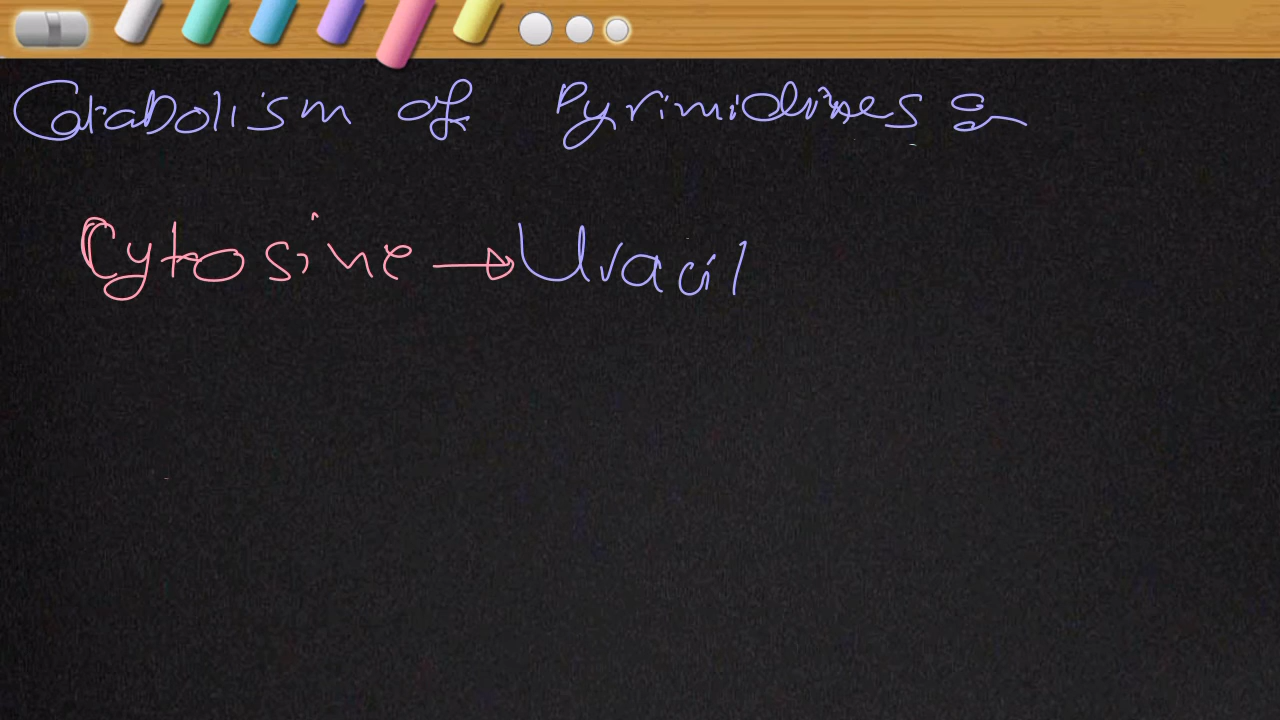 Catabolism of Pyrimidines :-
Cytosine → Uracil